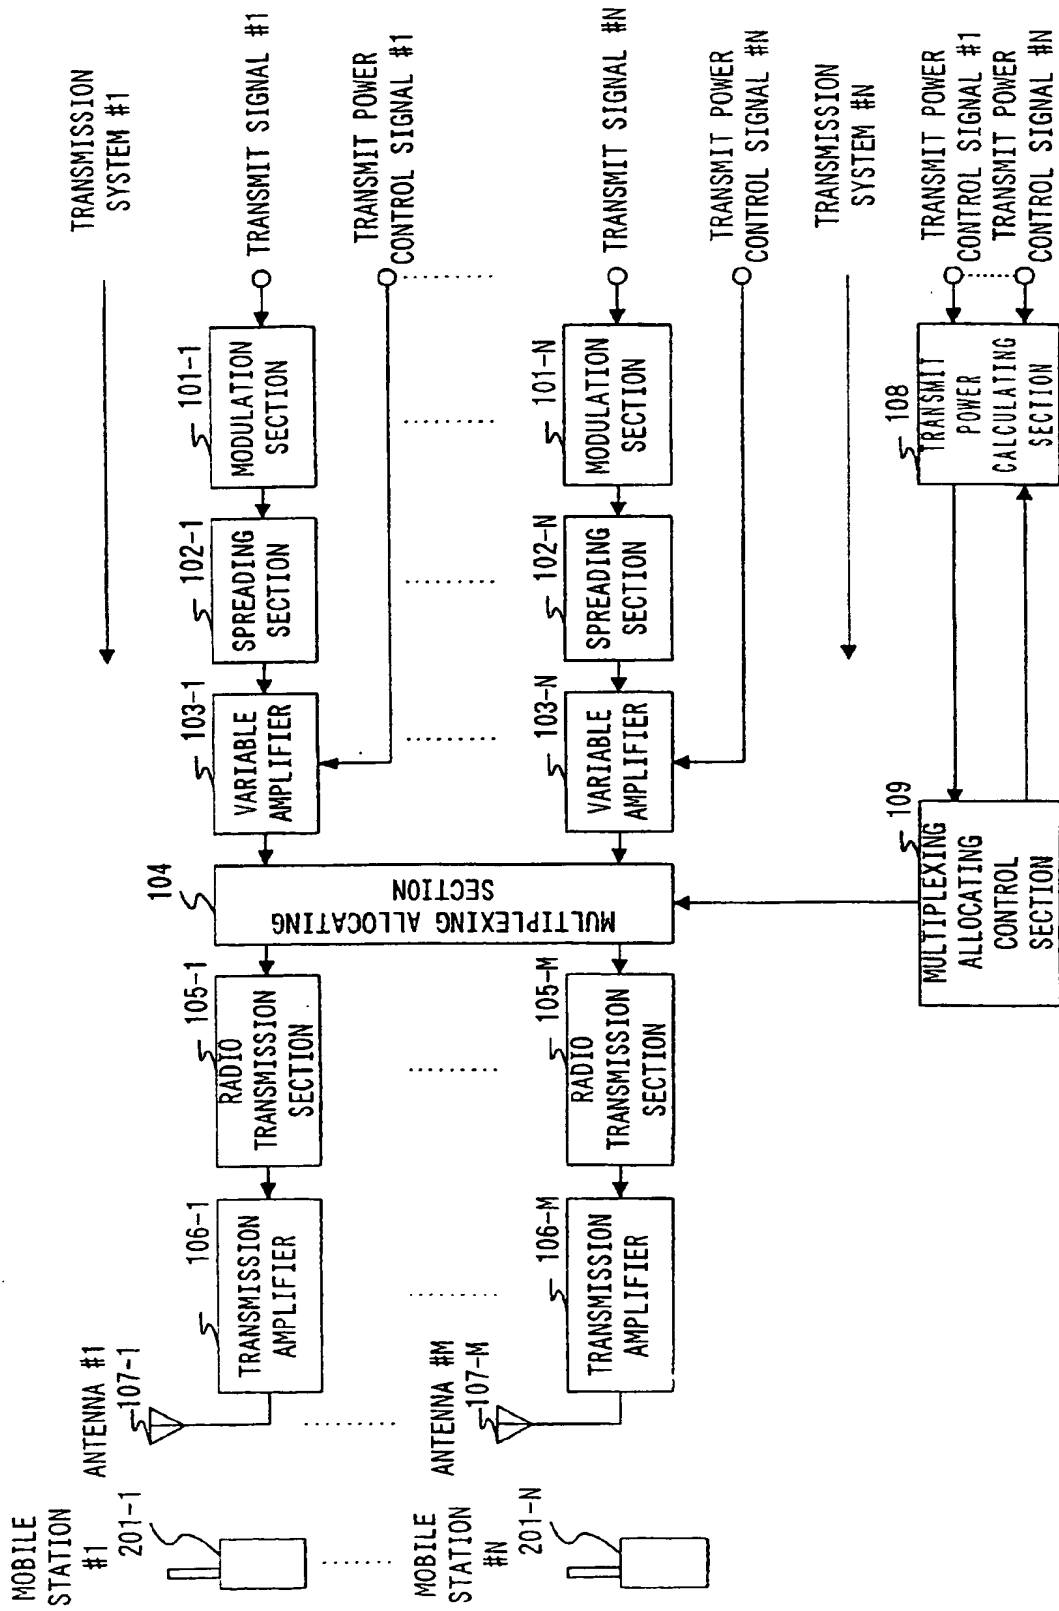 MOBILE
STATION
#1
201-1
ANTENNA #1
107-1
106-1
TRANSMISSION
AMPLIFIER
105-1
RADIO
TRANSMISSION
SECTION
104
MULTIPLEXING ALLOCATING
SECTION
103-1
VARIABLE
AMPLIFIER
102-1
SPREADING
SECTION
101-1
MODULATION
SECTION
TRANSMISSION
SYSTEM #1
TRANSMIT SIGNAL #1
TRANSMIT POWER
CONTROL SIGNAL #1
MOBILE
STATION
#N
201-N
ANTENNA #M
107-M
106-M
TRANSMISSION
AMPLIFIER
105-M
RADIO
TRANSMISSION
SECTION
103-N
VARIABLE
AMPLIFIER
102-N
SPREADING
SECTION
101-N
MODULATION
SECTION
TRANSMIT SIGNAL #N
TRANSMIT POWER
CONTROL SIGNAL #N
TRANSMISSION
SYSTEM #N
109
MULTIPLEXING
ALLOCATING
CONTROL
SECTION
108
TRANSMIT
POWER
CALCULATING
SECTION
TRANSMIT POWER
CONTROL SIGNAL #1
TRANSMIT POWER
CONTROL SIGNAL #N